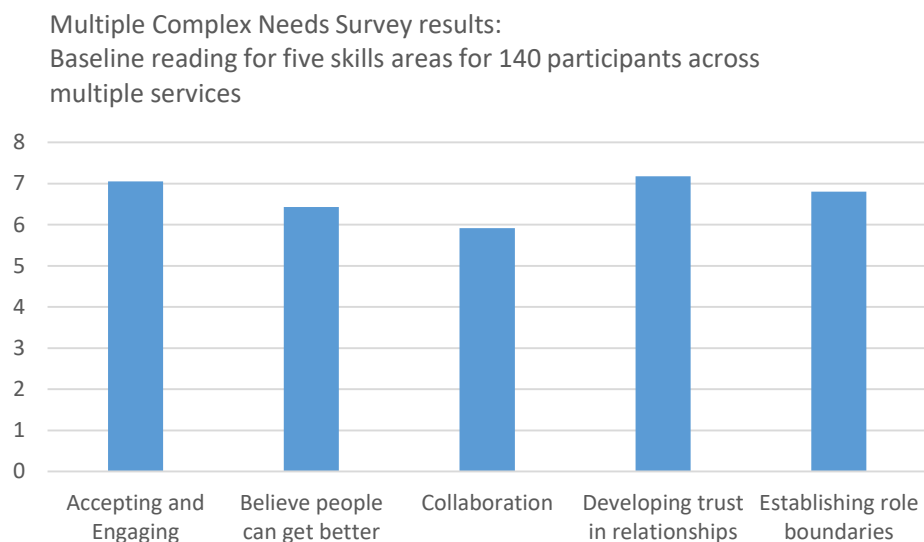 Multiple Complex Needs Survey results:
Baseline reading for five skills areas for 140 participants across
multiple services
8
7
6
5
4
3
2
1
0
Accepting and
Engaging
Believe people
can get better
Collaboration
Developing trust
in relationships
Establishing role
boundaries